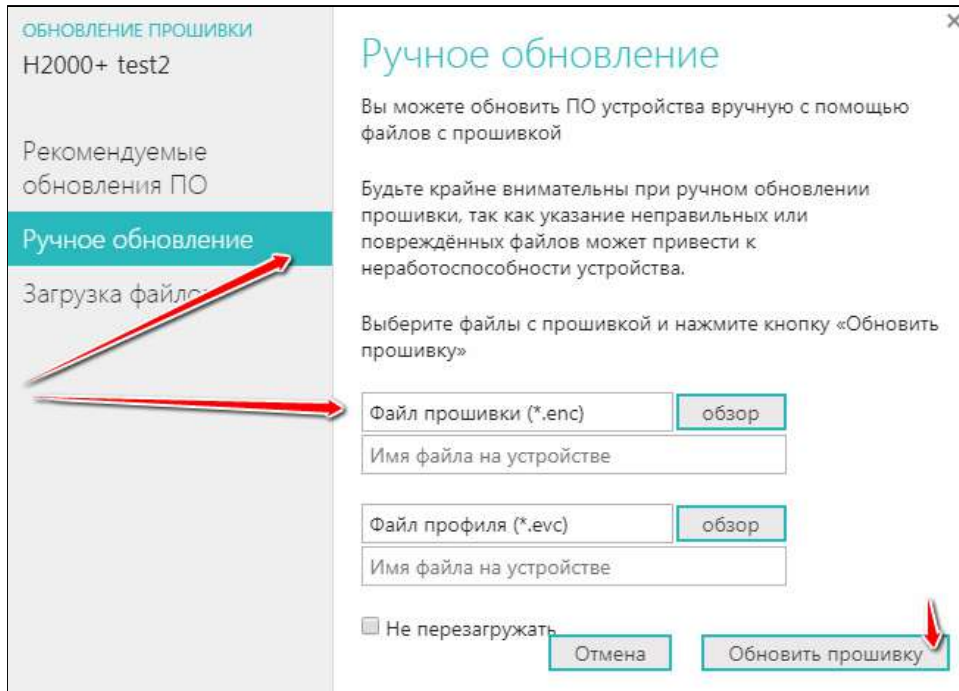 ОБНОВЛЕНИЕ ПРОШИВКИ
H2000+ test2
Рекомендуемые
обновления ПО
Ручное обновление
Загрузка
Ручное обновление
Вы можете обновить ПО устройства вручную с помощью
файлов с прошивкой
Будьте крайне внимательны при ручном обновлении
прошивки, так как указание неправильных или
повреждённых файлов может привести к
неработоспособности устройства.
Выберите файлы с прошивкой и нажмите кнопку «Обновить
прошивку»
Файл прошивки (*.enc)
обзор
Имя файла на устройстве
Файл профиля (*.evc)
обзор
Имя файла на устройстве
Не перезагружать
Отмена
Обновить прошивку